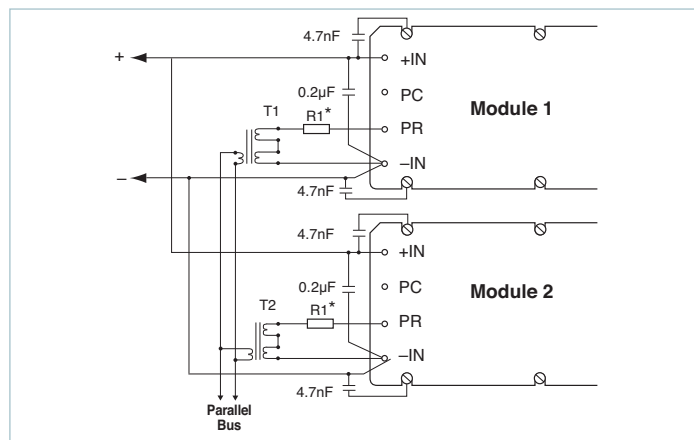 4.7nF
+
+IN
0.2µF
PC
Module 1
T1
R1*
PR
–
–IN
4.7nF
4.7nF
+IN
0.2µF
PC
Module 2
T2
R1*
PR
–IN
4.7nF
Parallel
Bus